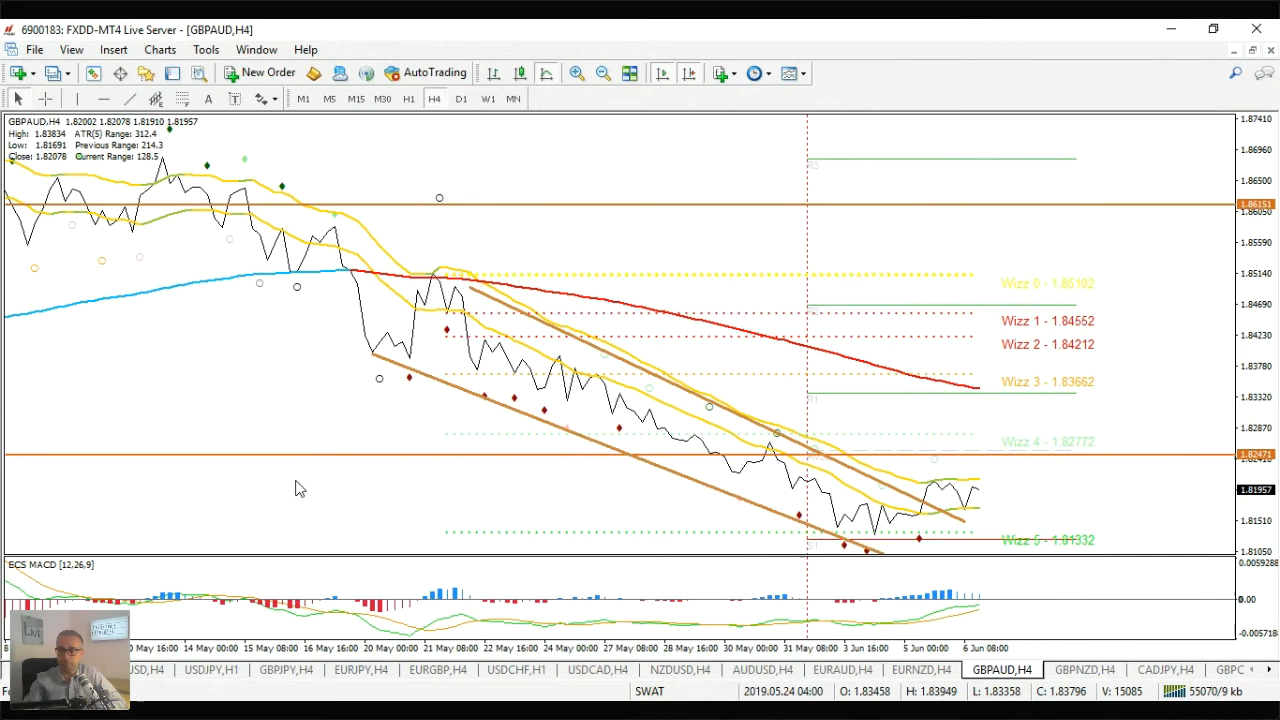 6900183: FXDD-MT4 Live Server - [GBPAUD,H4]
File View Insert Charts Tools Window Help
New Order AutoTrading
A T M1 M5 M15 M30 H1 H4 D1 W1 MN
GBPAUD,H4 1.82002 1.82078 1.81910 1.81957
High: 1.83834 ATR(5) Range: 312.4
Low: 1.81691 Previous Range: 214.3
Close: 1.82078 Current Range: 128.5
1.87410
1.86960
1.86500
1.86151
1.86050
1.85590
1.85140
1.84690
1.84230
1.83780
1.83320
1.82870
1.82471
1.81957
1.81510
1.81050
Wizz 0 - 1.85102
Wizz 1 - 1.84552
Wizz 2 - 1.84212
Wizz 3 - 1.83662
Wizz 4 - 1.82772
Wizz 5 - 1.81332
ECS MACD [12,26,9]
0.0059288
0.00
-0.005718
May 16:00 14 May 00:00 15 May 08:00 16 May 16:00 20 May 00:00 21 May 08:00 22 May 16:00 24 May 00:00 27 May 08:00 28 May 16:00 30 May 00:00 31 May 08:00 3 Jun 16:00 5 Jun 00:00 6 Jun 08:00
SD,H4 USDJPY,H1 GBPJPY,H4 EURJPY,H4 EURGBP,H4 USDCHF,H1 USDCAD,H4 NZDUSD,H4 AUDUSD,H4 EURAUD,H4 EURNZD,H4 GBPAUD,H4 GBPNZD,H4 CADJPY,H4 GBPC
SWAT 2019.05.24 04:00 O: 1.83458 H: 1.83949 L: 1.83358 C: 1.83796 V: 15085 55070/9 kb